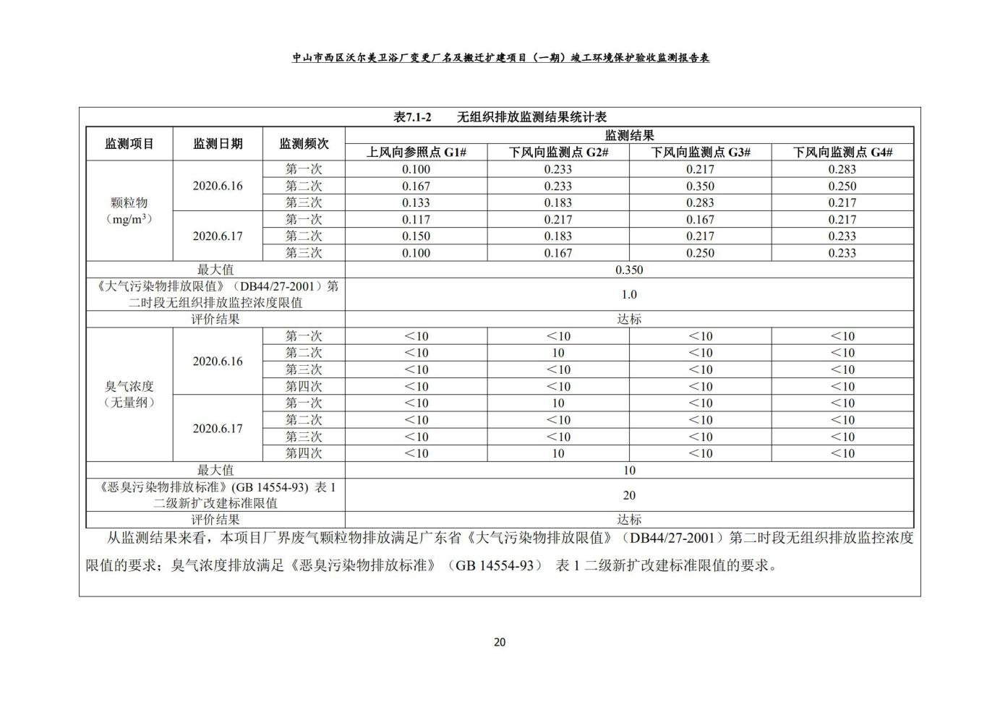 中山市西区沃尔美卫浴厂变更厂名及搬迁扩建项目（一期）竣工环境保护验收监测报告表
表7.1-2 无组织排放监测结果统计表
监测项目 监测日期 监测频次 监测结果
上风向参照点 G1# 下风向监测点 G2# 下风向监测点 G3# 下风向监测点 G4#
颗粒物
（mg/m³）
2020.6.16
第一次 0.100 0.233 0.217 0.283
第二次 0.167 0.233 0.350 0.250
第三次 0.133 0.183 0.283 0.217
2020.6.17
第一次 0.117 0.217 0.167 0.217
第二次 0.150 0.183 0.217 0.233
第三次 0.100 0.167 0.250 0.233
最大值 0.350
《大气污染物排放限值》（DB44/27-2001）第
二时段无组织排放监控浓度限值
1.0
评价结果 达标
臭气浓度
（无量纲）
2020.6.16
第一次 ＜10 ＜10 ＜10 ＜10
第二次 ＜10 10 ＜10 ＜10
第三次 ＜10 ＜10 ＜10 ＜10
第四次 ＜10 ＜10 ＜10 ＜10
2020.6.17
第一次 ＜10 10 ＜10 ＜10
第二次 ＜10 ＜10 ＜10 ＜10
第三次 ＜10 ＜10 ＜10 ＜10
第四次 ＜10 10 ＜10 ＜10
最大值 10
《恶臭污染物排放标准》(GB 14554-93) 表 1
二级新扩改建标准限值
20
评价结果 达标
从监测结果来看，本项目厂界废气颗粒物排放满足广东省《大气污染物排放限值》（DB44/27-2001）第二时段无组织排放监控浓度
限值的要求；臭气浓度排放满足《恶臭污染物排放标准》（GB 14554-93） 表 1 二级新扩改建标准限值的要求。
20